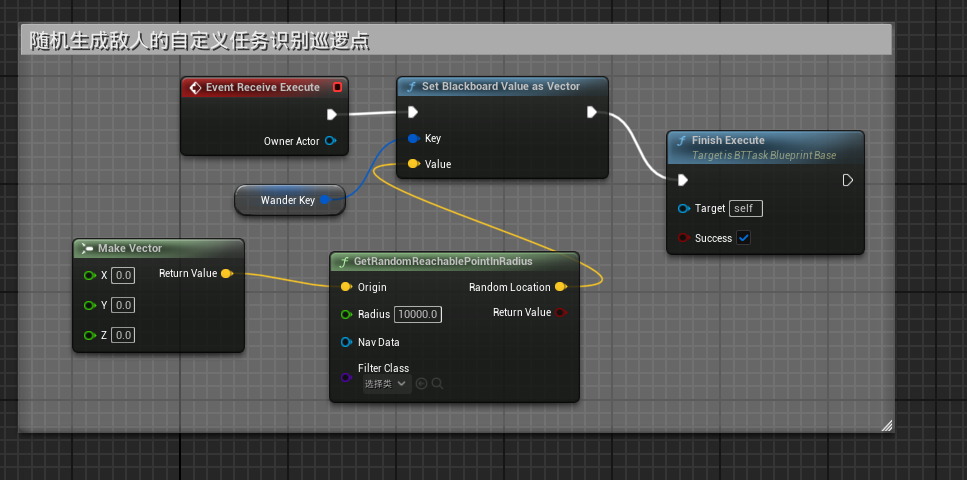 随机生成敌人的自定义任务识别巡逻点
Event Receive Execute
Owner Actor
Set Blackboard Value as Vector
Key
Value
Finish Execute
Target is BTTask Blueprint Base
Target self
Success
Wander Key
Make Vector
X 0.0 Return Value
Y 0.0
Z 0.0
GetRandomReachablePointInRadius
Origin Random Location
Radius 10000.0 Return Value
Nav Data
Filter Class
选择类